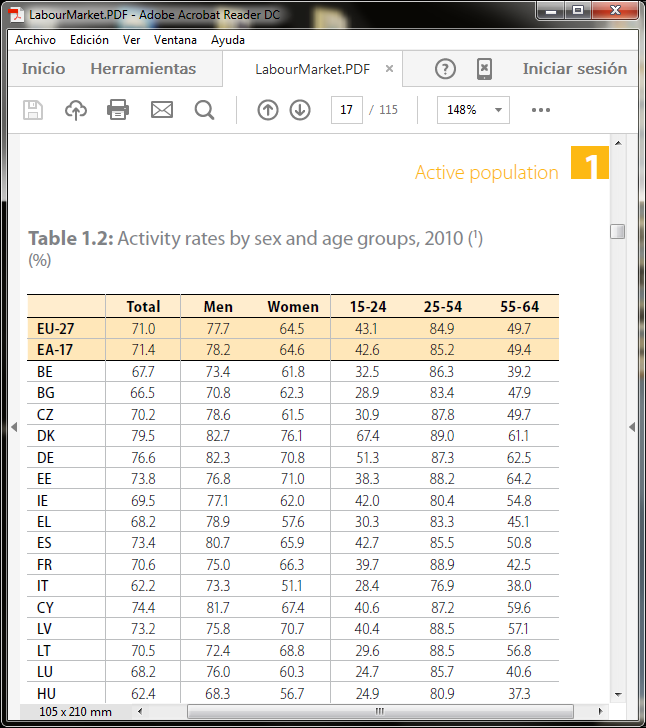 LabourMarket.PDF - Adobe Acrobat Reader DC
Archivo Edición Ver Ventana Ayuda
Inicio Herramientas LabourMarket.PDF × Iniciar sesión
17 / 115 148%
Active population 1
Table 1.2: Activity rates by sex and age groups, 2010 (¹)
(%)
Total Men Women 15-24 25-54 55-64
EU-27 71.0 77.7 64.5 43.1 84.9 49.7
EA-17 71.4 78.2 64.6 42.6 85.2 49.4
BE 67.7 73.4 61.8 32.5 86.3 39.2
BG 66.5 70.8 62.3 28.9 83.4 47.9
CZ 70.2 78.6 61.5 30.9 87.8 49.7
DK 79.5 82.7 76.1 67.4 89.0 61.1
DE 76.6 82.3 70.8 51.3 87.3 62.5
EE 73.8 76.8 71.0 38.3 88.2 64.2
IE 69.5 77.1 62.0 42.0 80.4 54.8
EL 68.2 78.9 57.6 30.3 83.3 45.1
ES 73.4 80.7 65.9 42.7 85.5 50.8
FR 70.6 75.0 66.3 39.7 88.9 42.5
IT 62.2 73.3 51.1 28.4 76.9 38.0
CY 74.4 81.7 67.4 40.6 87.2 59.6
LV 73.2 75.8 70.7 40.4 88.5 57.1
LT 70.5 72.4 68.8 29.6 88.5 56.8
LU 68.2 76.0 60.3 24.7 85.7 40.6
HU 62.4 68.3 56.7 24.9 80.9 37.3
105 x 210 mm